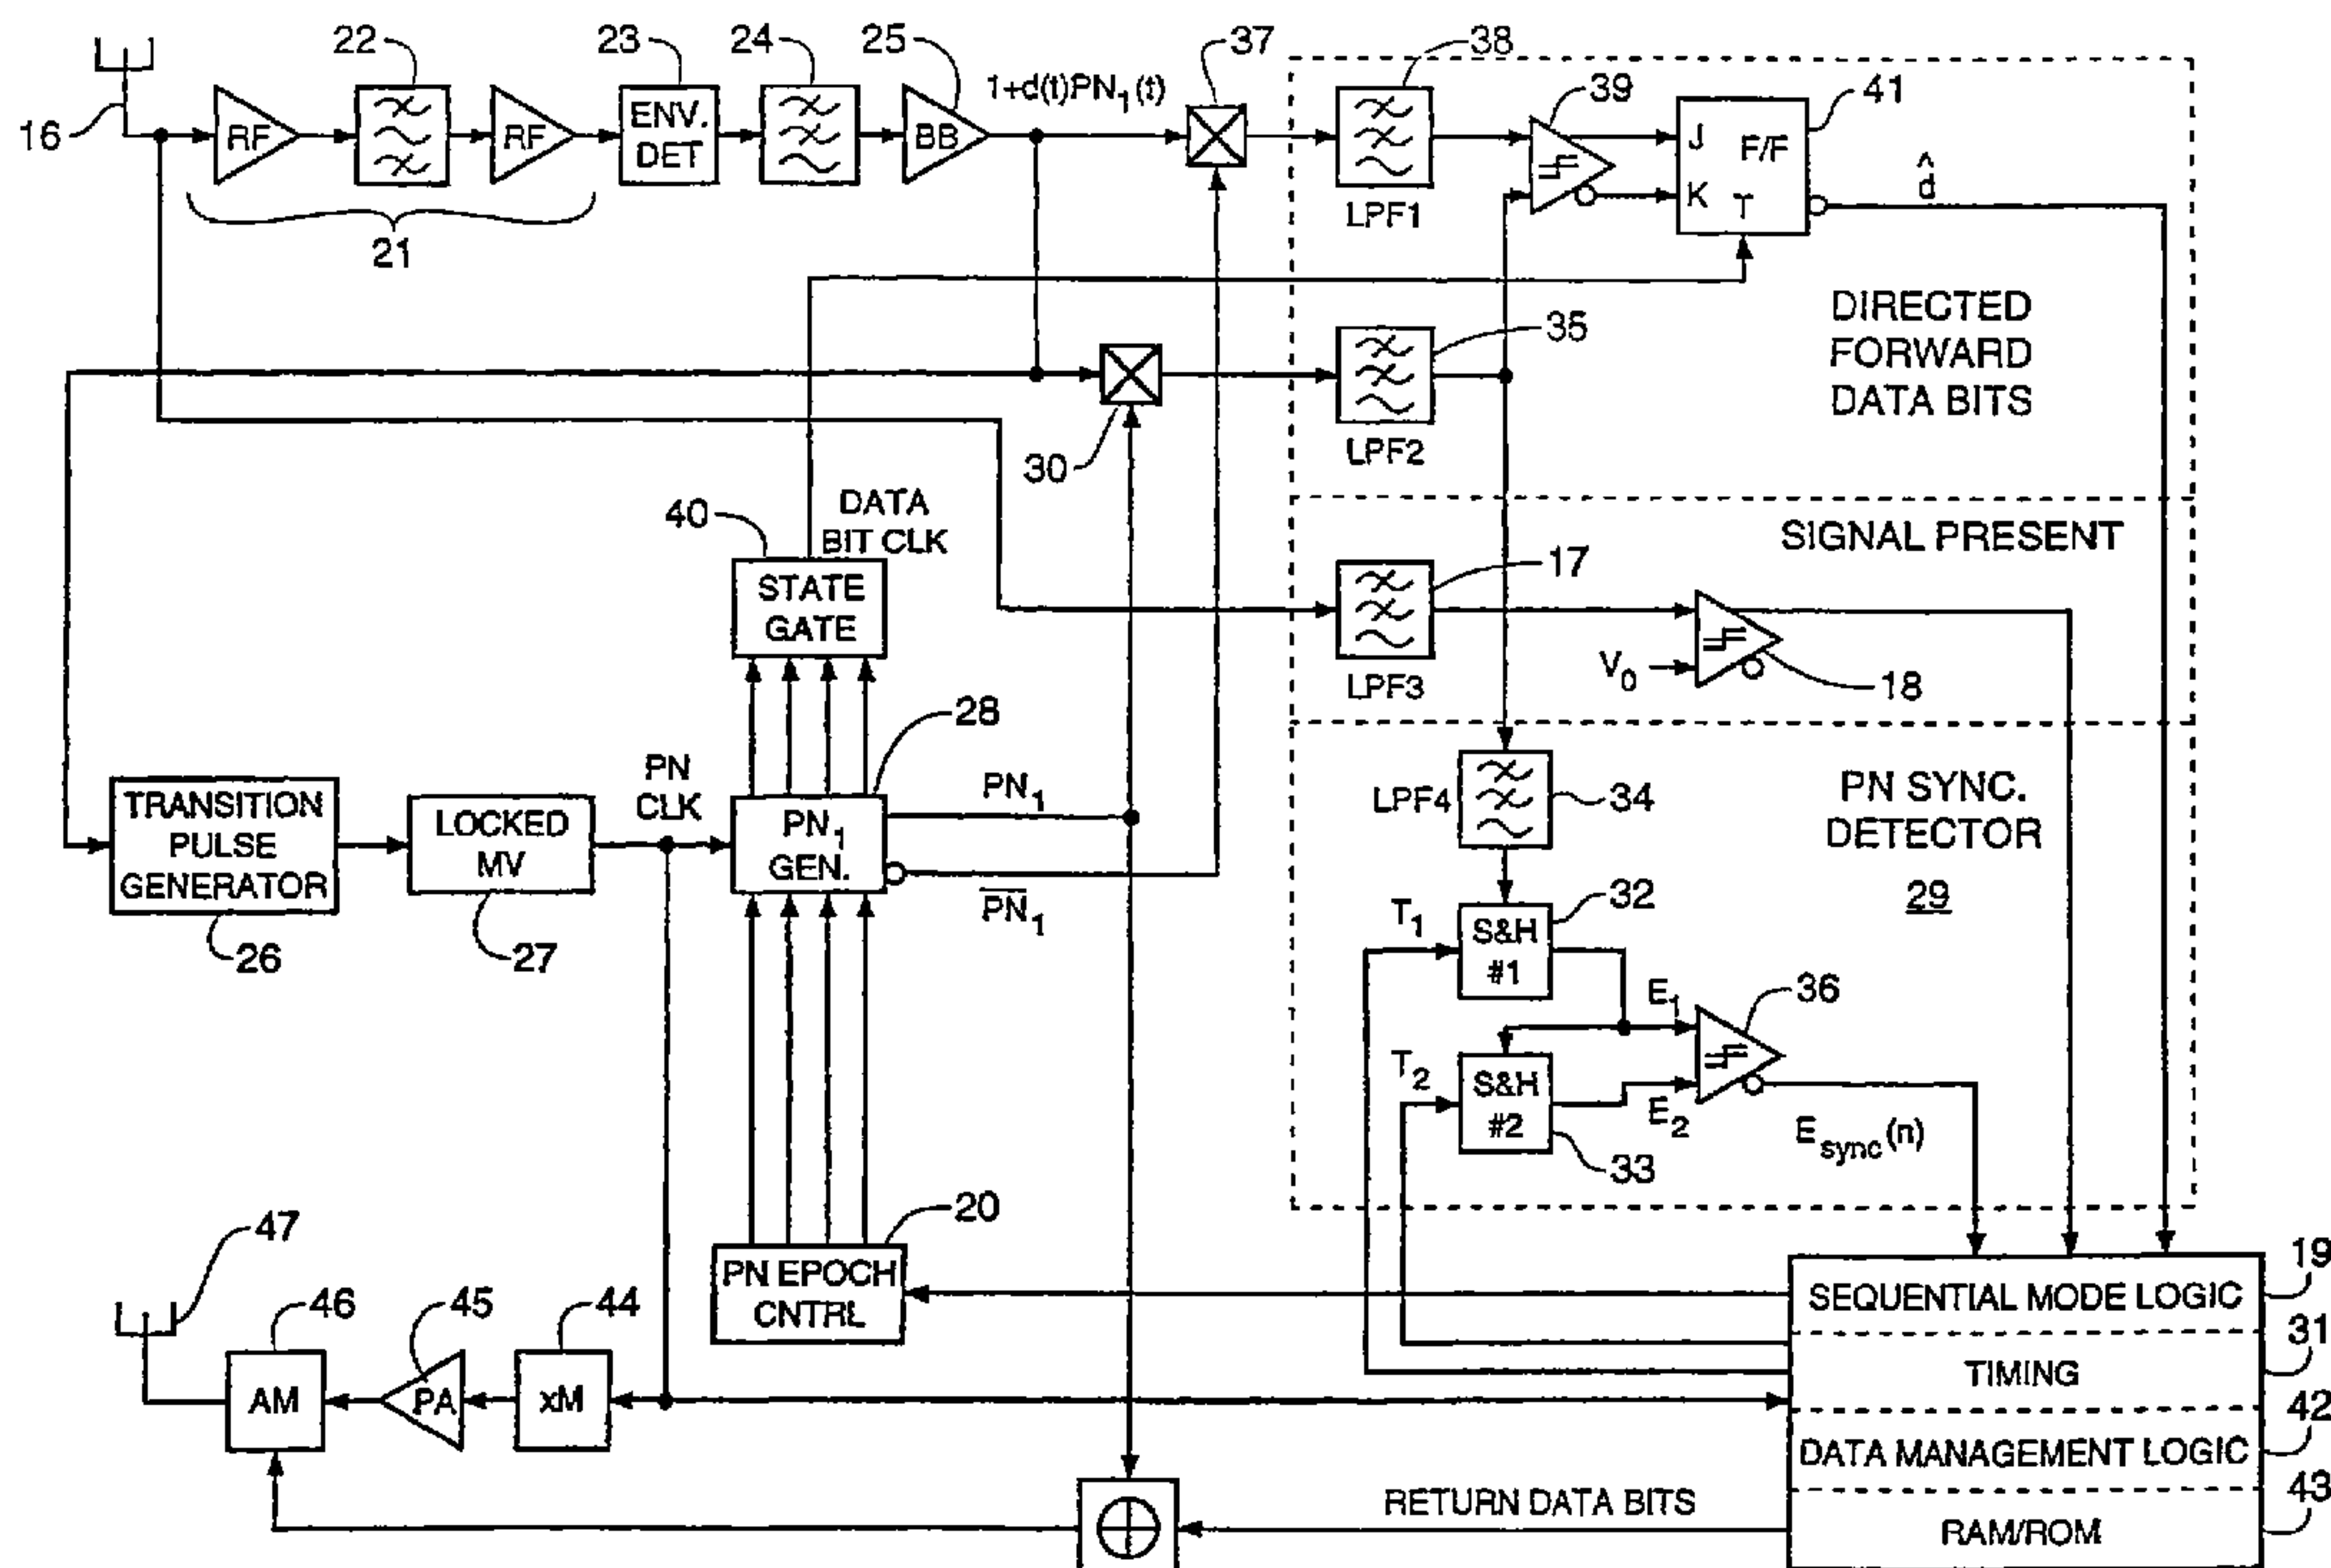 22
23
24
25
37
38
39
41
1+d(t)PN₁(t)
16
RF
RF
ENV.
DET
BB
J
F/F
K
T
d̂
LPF1
21
35
DIRECTED
FORWARD
DATA BITS
LPF2
30
DATA
BIT CLK
40
SIGNAL PRESENT
17
STATE
GATE
V₀
18
LPF3
28
PN
CLK
PN₁
LPF4
34
PN SYNC.
DETECTOR
29
TRANSITION
PULSE
GENERATOR
LOCKED
MV
PN₁
GEN.
P̅N̅₁
26
27
T₁
S&H
#1
32
E₁
36
T₂
S&H
#2
E₂
33
Esync(n)
20
47
PN EPOCH
CNTRL
19
SEQUENTIAL MODE LOGIC
46
45
44
31
TIMING
AM
PA
xM
42
DATA MANAGEMENT LOGIC
43
RETURN DATA BITS
RAM/ROM